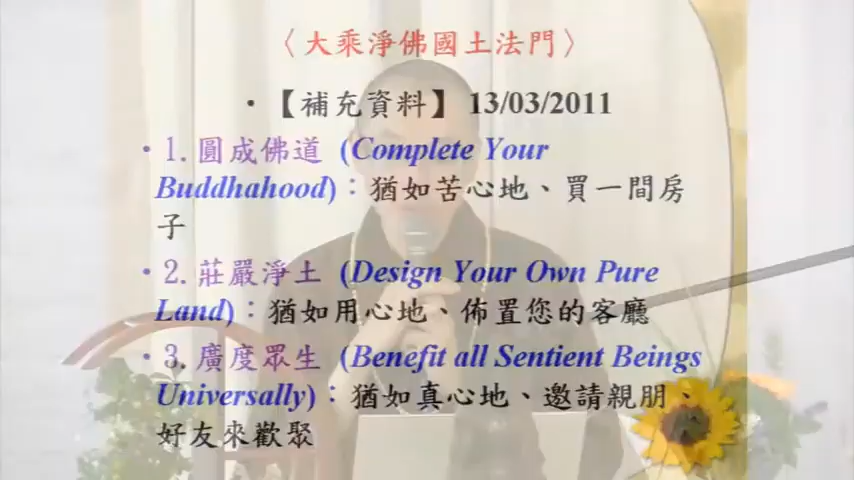 〈大乘淨佛國土法門〉
•【補充資料】13/03/2011
• 1. 圓成佛道 (Complete Your
Buddhahood)：猶如苦心地、買一間房
子
• 2. 莊嚴淨土 (Design Your Own Pure
Land)：猶如用心地、佈置您的客廳
• 3. 廣度眾生 (Benefit all Sentient Beings
Universally)：猶如真心地、邀請親朋、
好友來歡聚